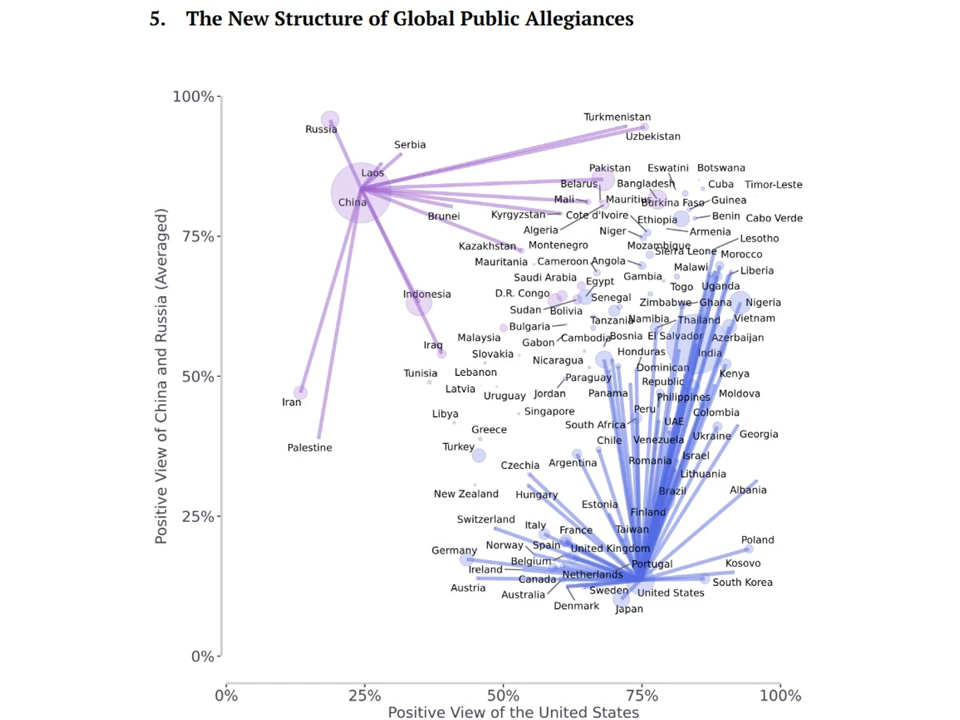 5. The New Structure of Global Public Allegiances
100%
Turkmenistan
Russia
Uzbekistan
Serbia
Laos
Pakistan Eswatini Botswana
Belarus Bangladesh Cuba Timor-Leste
China
Mali Mauritius Burkina Faso Guinea
Brunei Kyrgyzstan Cote d'Ivoire Ethiopia Benin Cabo Verde
Algeria Niger Armenia
75%
Kazakhstan Montenegro Mozambique Lesotho
Sierra Leone Morocco
Mauritania Cameroon Angola Malawi Liberia
Saudi Arabia Egypt Gambia Togo Uganda
Indonesia D.R. Congo Senegal Zimbabwe Ghana Nigeria
Sudan Bolivia Tanzania Namibia Thailand Vietnam
Bulgaria
Malaysia Gabon Cambodia Bosnia El Salvador Azerbaijan
Iraq
Slovakia Nicaragua Honduras India
Tunisia Lebanon Dominican Republic Kenya
50%
Paraguay
Latvia Uruguay Jordan Panama Philippines Moldova
Iran
Libya Singapore Peru Colombia
South Africa UAE
Greece Chile Venezuela Ukraine Georgia
Palestine Turkey
Czechia Argentina Romania Israel
Lithuania
New Zealand Hungary Brazil Albania
Estonia Finland
25%
Switzerland Italy France Taiwan
Norway Spain United Kingdom Poland
Germany Belgium Portugal Kosovo
Ireland Netherlands
Austria Canada Sweden United States South Korea
Australia
Denmark Japan
0%
0% 25% 50% 75% 100%
Positive View of the United States
Positive View of China and Russia (Averaged)